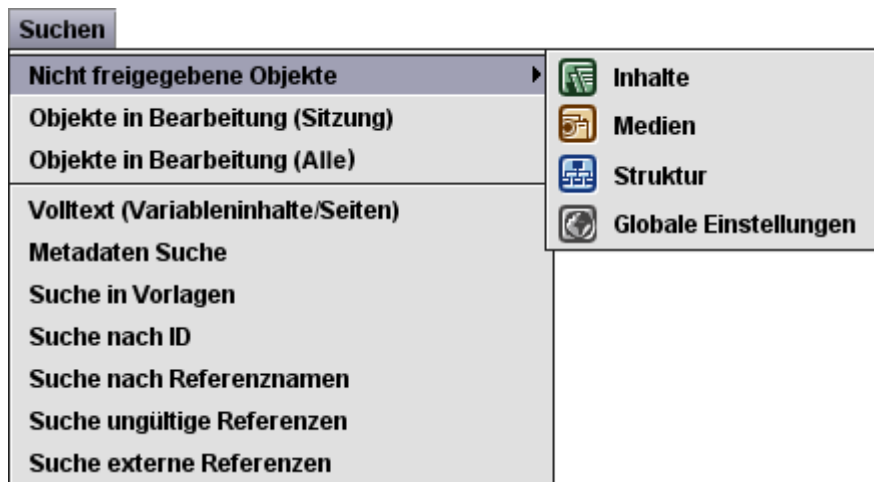 Suchen
Nicht freigegebene Objekte
Objekte in Bearbeitung (Sitzung)
Objekte in Bearbeitung (Alle)
Volltext (Variableninhalte/Seiten)
Metadaten Suche
Suche in Vorlagen
Suche nach ID
Suche nach Referenznamen
Suche ungültige Referenzen
Suche externe Referenzen
Inhalte
Medien
Struktur
Globale Einstellungen